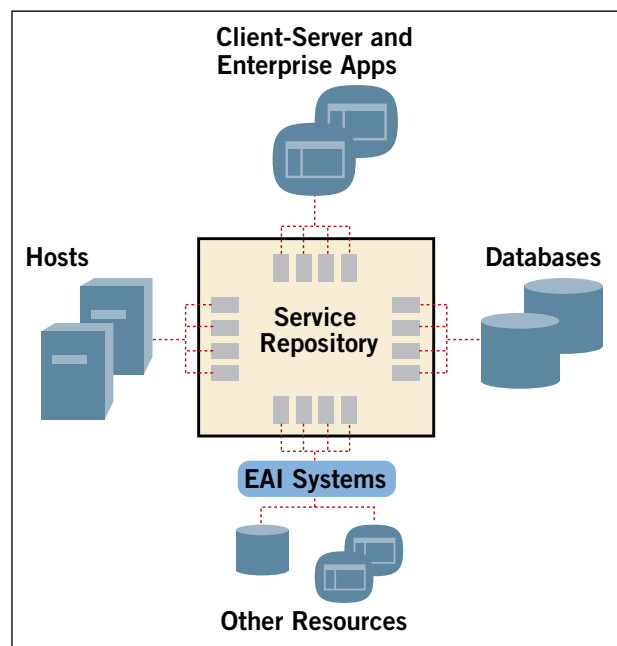 Client-Server and
Enterprise Apps
Hosts
Databases
Service
Repository
EAI Systems
Other Resources